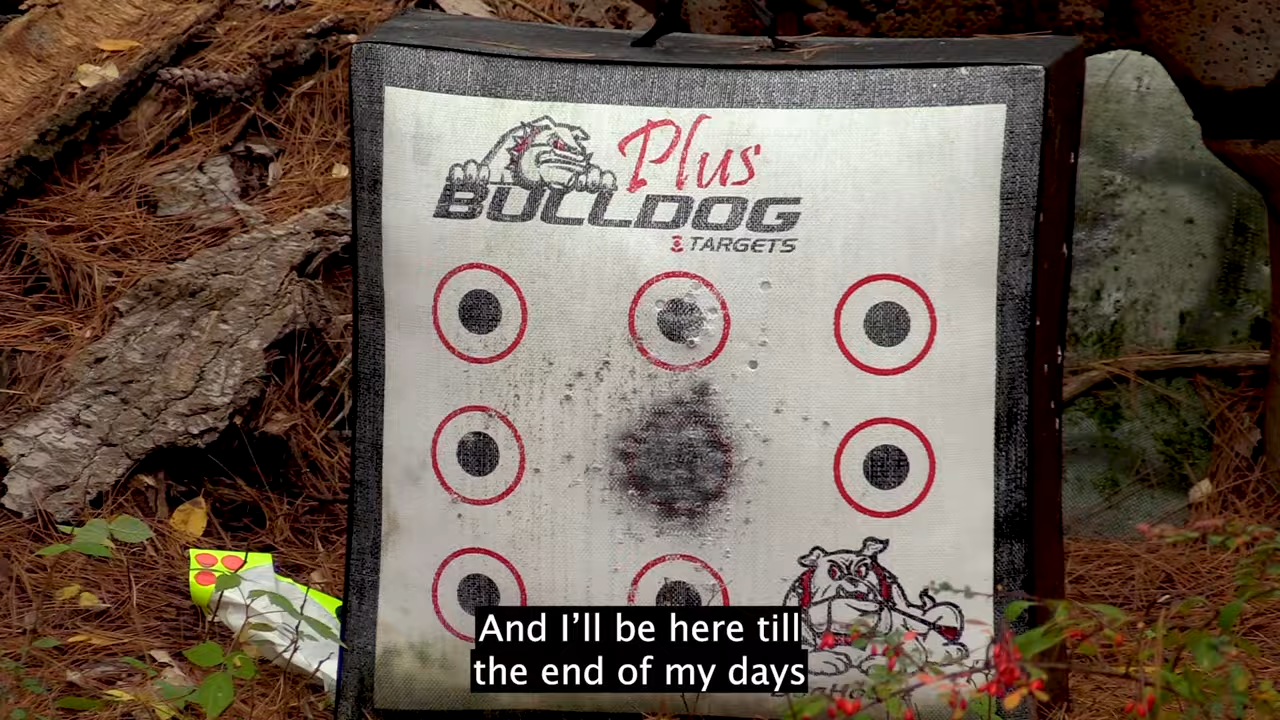 Plus
BULLDOG
TARGETS
And I'll be here till
the end of my days